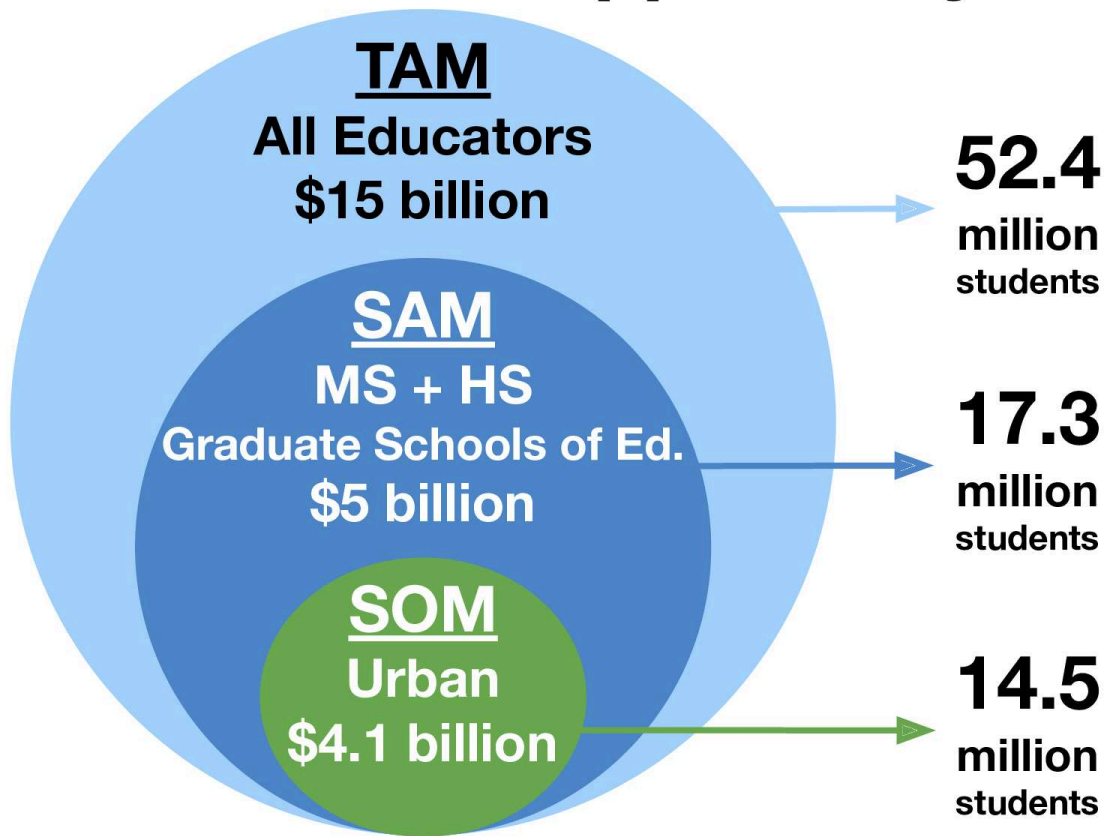 TAM
All Educators
$15 billion
52.4
million
students
SAM
MS + HS
Graduate Schools of Ed.
$5 billion
17.3
million
students
SOM
Urban
$4.1 billion
14.5
million
students